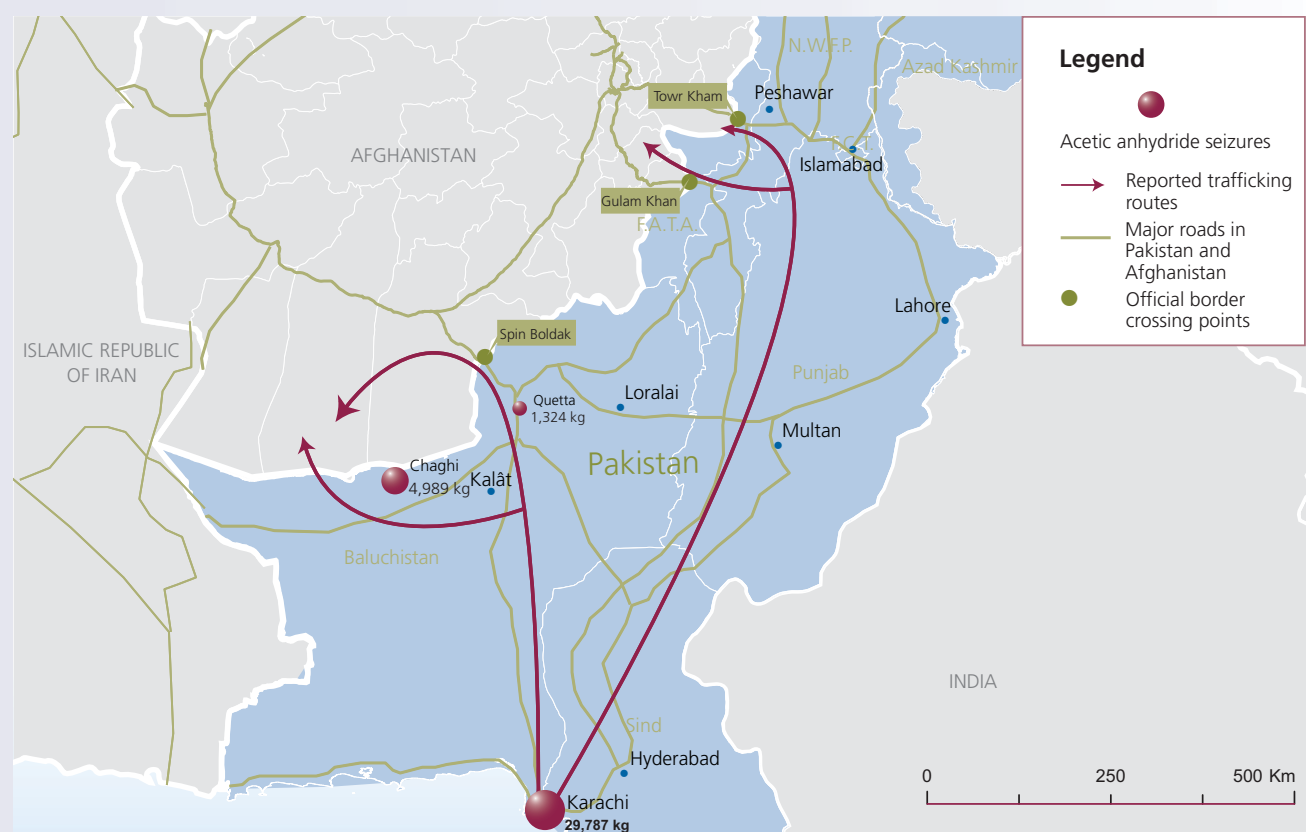 N.W.F.P.
Azad Kashmir
Peshawar
Towr Kham
F.C.T.
Islamabad
AFGHANISTAN
Gulam Khan
F.A.T.A.
Lahore
Spin Boldak
ISLAMIC REPUBLIC
OF IRAN
Punjab
Loralai
Quetta
1,324 kg
Multan
Pakistan
Chaghi
4,989 kg
Kalât
Baluchistan
INDIA
Sind
Hyderabad
Karachi
29,787 kg
Legend
Acetic anhydride seizures
Reported trafficking
routes
Major roads in
Pakistan and
Afghanistan
Official border
crossing points
0 250 500 Km